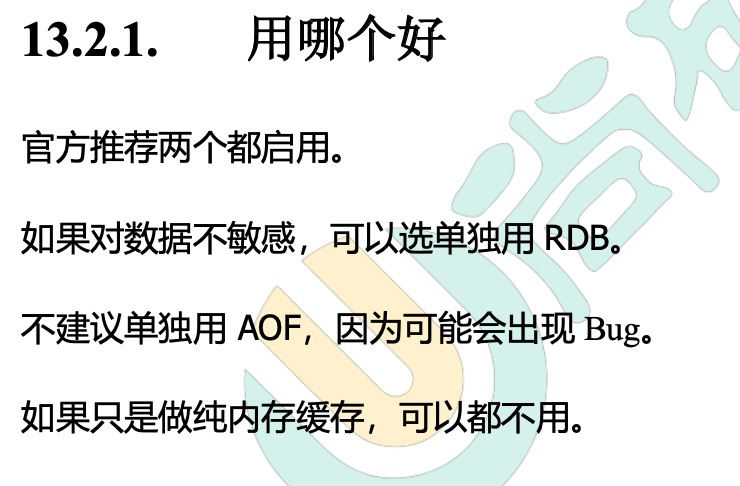 13.2.1. 用哪个好
官方推荐两个都启用。
如果对数据不敏感，可以选单独用 RDB。
不建议单独用 AOF，因为可能会出现 Bug。
如果只是做纯内存缓存，可以都不用。